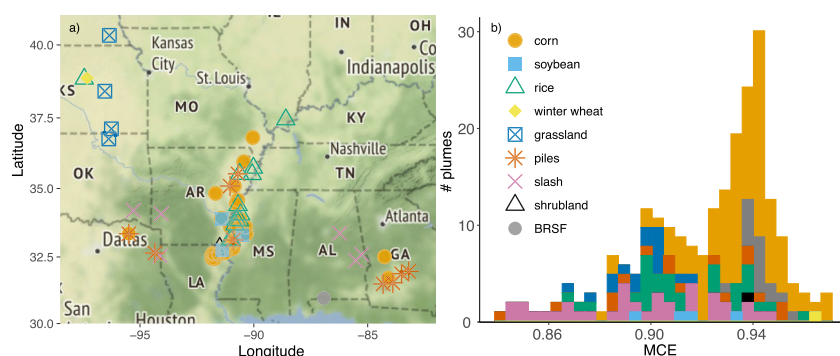 a)
IN
OH
Kansas
City
St. Louis
Co
Indianapolis
KS
MO
KY
Nashville
OK
TN
AR
Atlanta
Dallas
MS
AL
GA
LA
San
Houston
40.0
37.5
35.0
32.5
30.0
Latitude
−95
−90
−85
Longitude
b)
corn
soybean
rice
winter wheat
grassland
piles
slash
shrubland
BRSF
30
20
10
0
# plumes
0.86
0.90
0.94
MCE